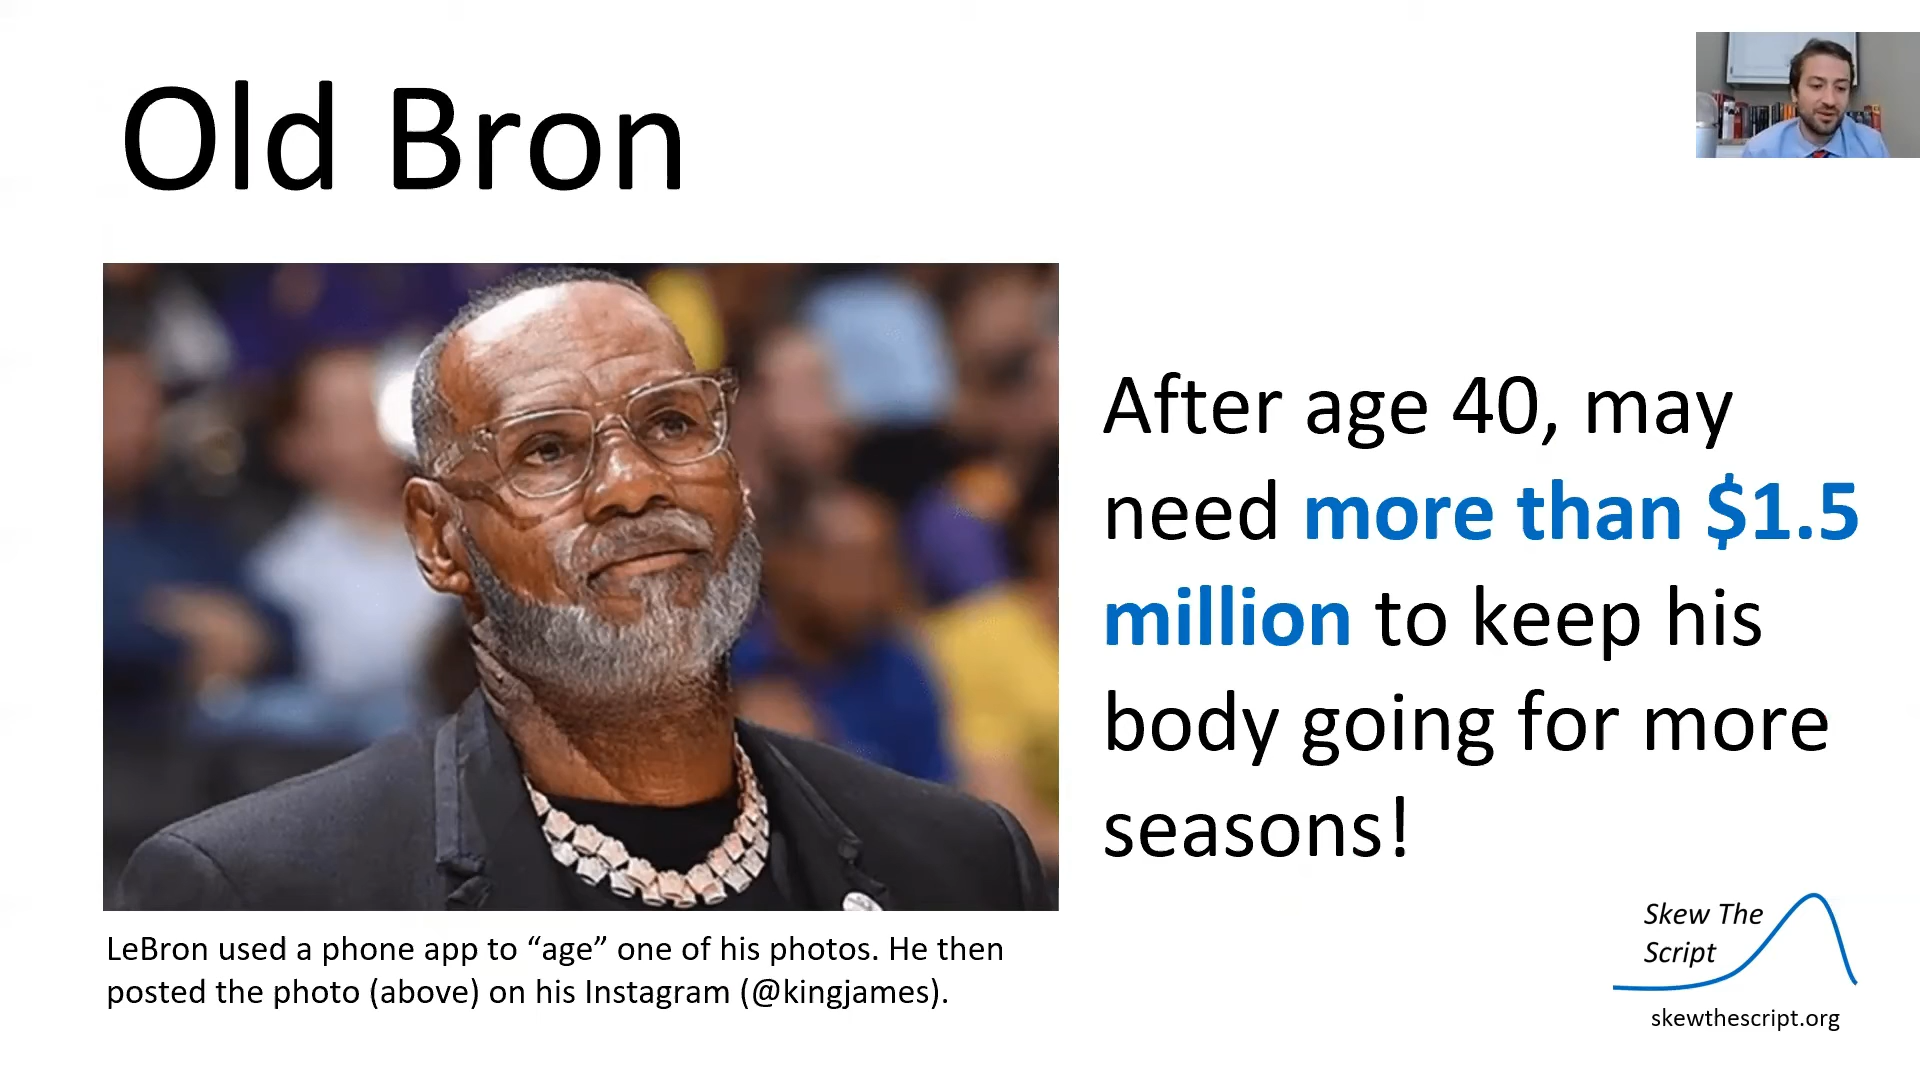 Old Bron
After age 40, may
need more than $1.5
million to keep his
body going for more
seasons!
LeBron used a phone app to “age” one of his photos. He then
posted the photo (above) on his Instagram (@kingjames).
Skew The
Script
skewthescript.org